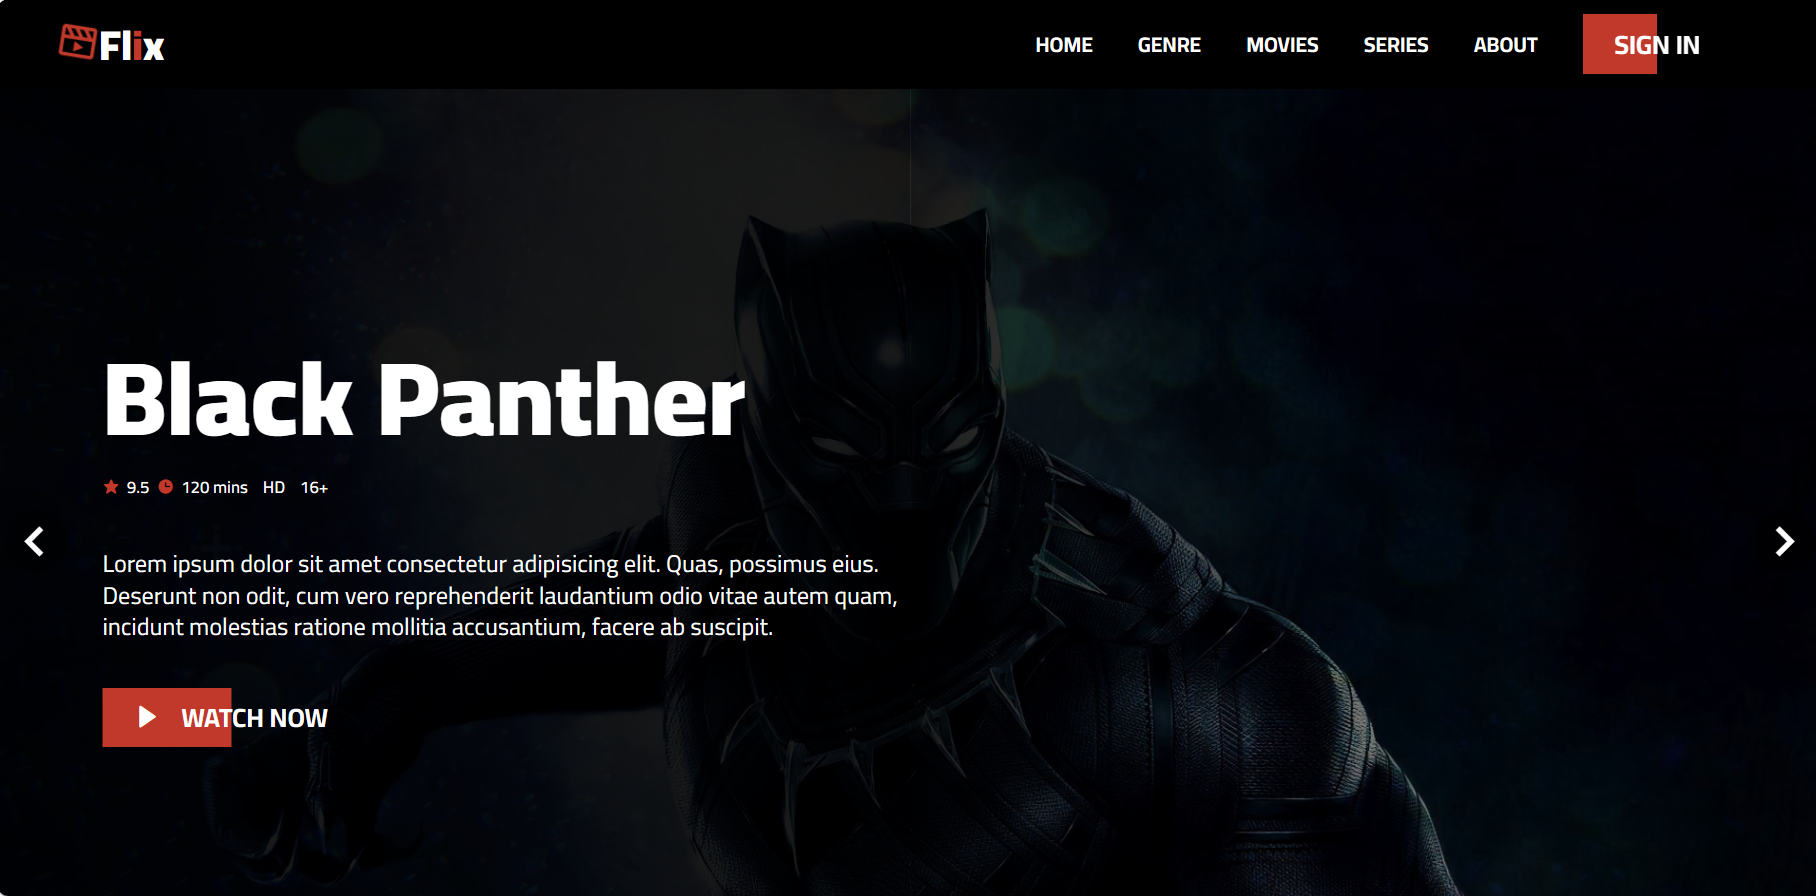 Flix
HOME GENRE MOVIES SERIES ABOUT SIGN IN
Black Panther
9.5 120 mins HD 16+
Lorem ipsum dolor sit amet consectetur adipisicing elit. Quas, possimus eius.
Deserunt non odit, cum vero reprehenderit laudantium odio vitae autem quam,
incidunt molestias ratione mollitia accusantium, facere ab suscipit.
WATCH NOW